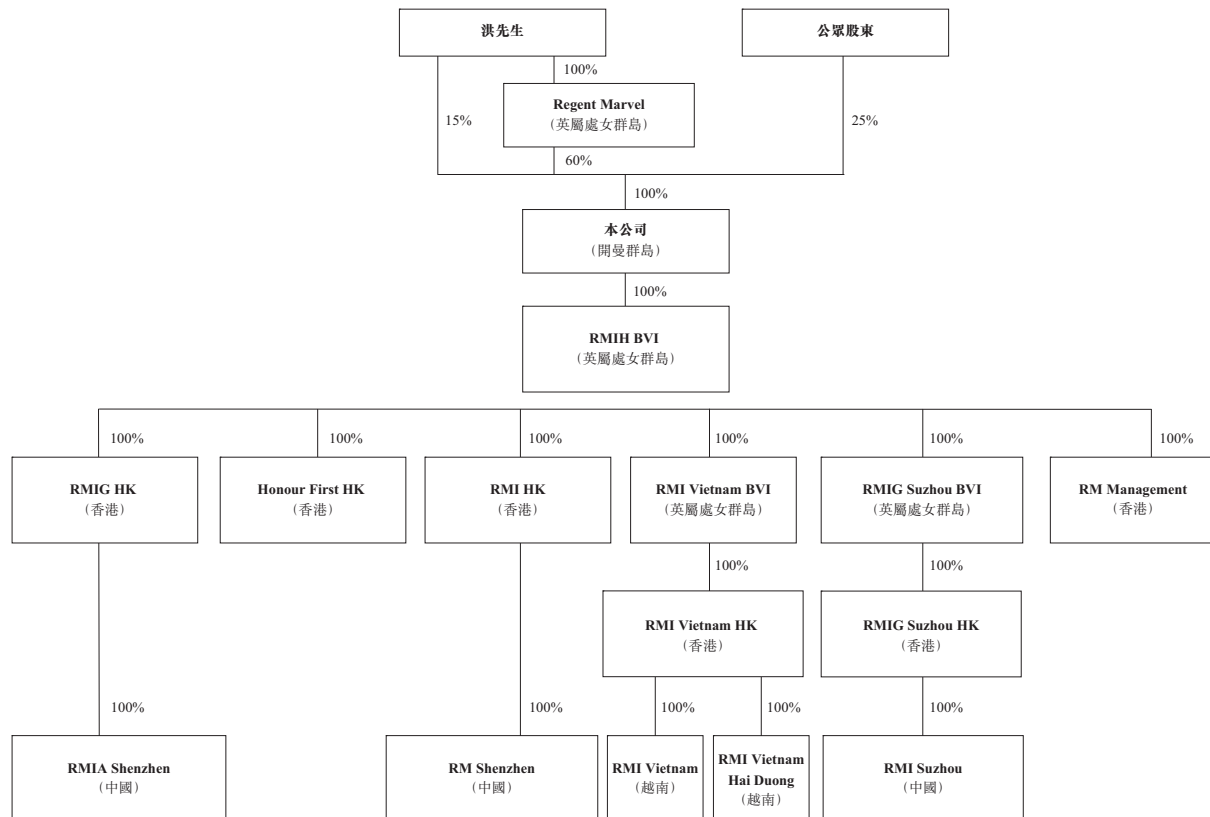 洪先生
公眾股東
100%
Regent Marvel
(英屬處女群島)
15%
25%
60%
100%
本公司
(開曼群島)
100%
RMIH BVI
(英屬處女群島)
100%
100%
100%
100%
100%
100%
RMIG HK
(香港)
Honour First HK
(香港)
RMI HK
(香港)
RMI Vietnam BVI
(英屬處女群島)
RMIG Suzhou BVI
(英屬處女群島)
RM Management
(香港)
100%
100%
RMI Vietnam HK
(香港)
RMIG Suzhou HK
(香港)
100%
100%
100%
100%
100%
RMIA Shenzhen
(中國)
RM Shenzhen
(中國)
RMI Vietnam
(越南)
RMI Vietnam
Hai Duong
(越南)
RMI Suzhou
(中國)